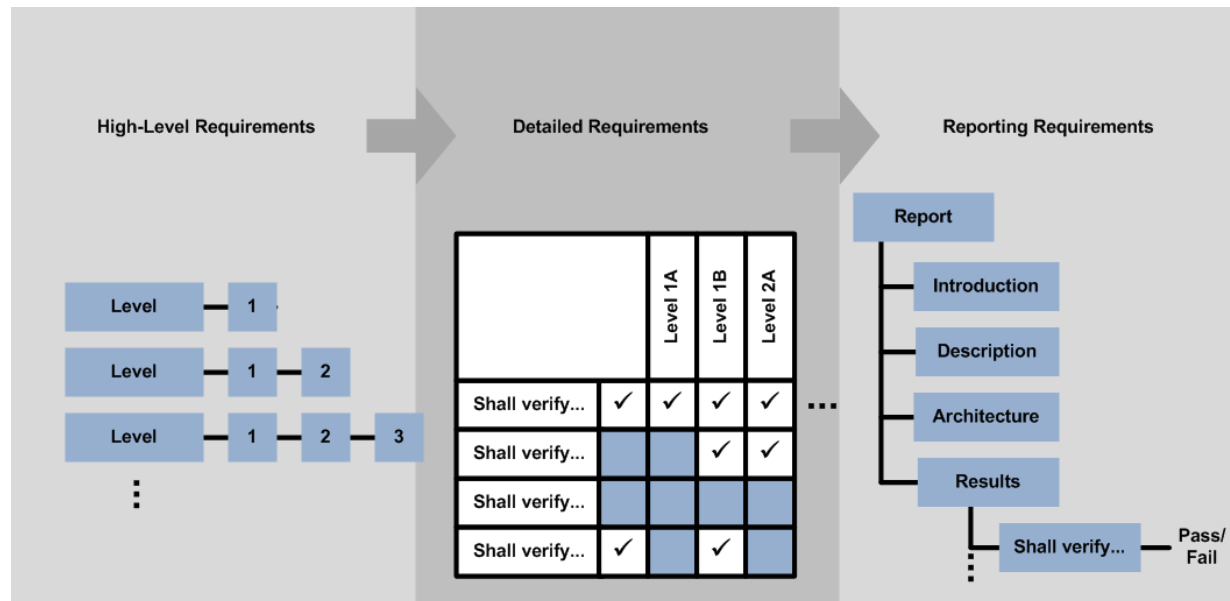 High-Level Requirements
Detailed Requirements
Reporting Requirements
Level 1
Level 1 2
Level 1 2 3
Level 1A
Level 1B
Level 2A
Shall verify... ✓ ✓ ✓ ✓
Shall verify... ✓ ✓
Shall verify...
Shall verify... ✓ ✓
...
Report
Introduction
Description
Architecture
Results
Shall verify...
Pass/
Fail